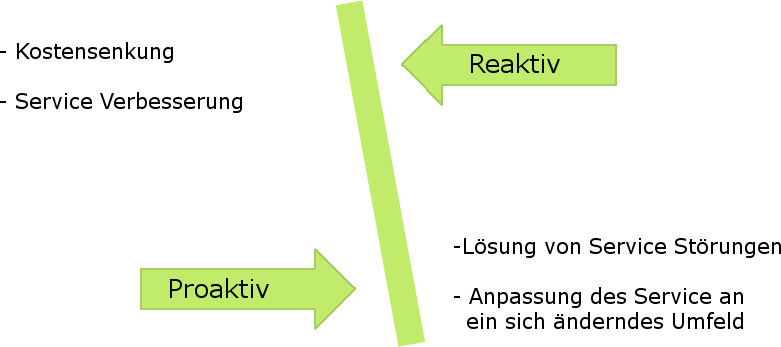 - Kostensenkung
Reaktiv
- Service Verbesserung
-Lösung von Service Störungen
Proaktiv
- Anpassung des Service an
ein sich änderndes Umfeld